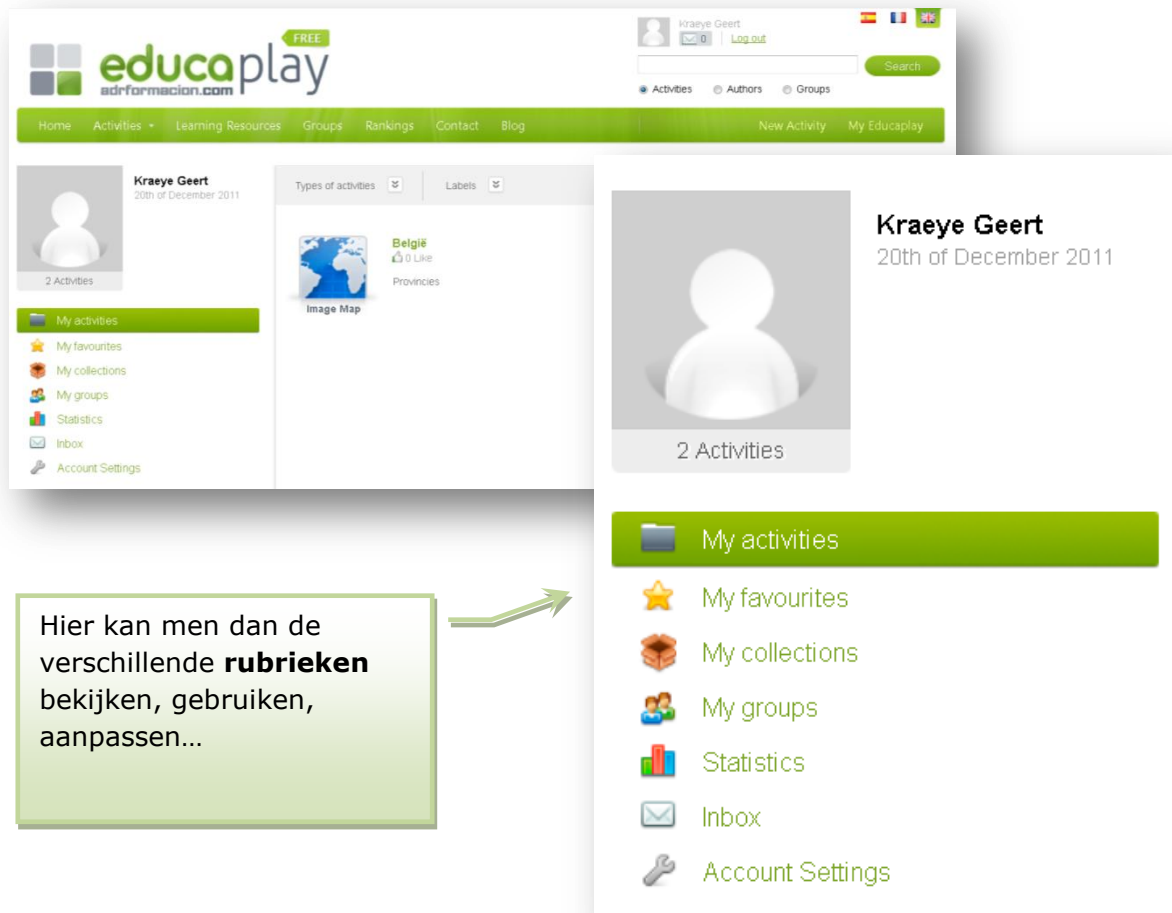 FREE
educaplay
adrformacion.com
Kraeye Geert
0 Log out
Search
Activities Authors Groups
Home Activities Learning Resources Groups Rankings Contact Blog New Activity My Educaplay
Kraeye Geert
20th of December 2011
2 Activities
Types of activities Labels
België
0 Like
Provincies
Image Map
My activities
My favourites
My collections
My groups
Statistics
Inbox
Account Settings
Kraeye Geert
20th of December 2011
2 Activities
My activities
My favourites
My collections
My groups
Statistics
Inbox
Account Settings
Hier kan men dan de
verschillende rubrieken
bekijken, gebruiken,
aanpassen…